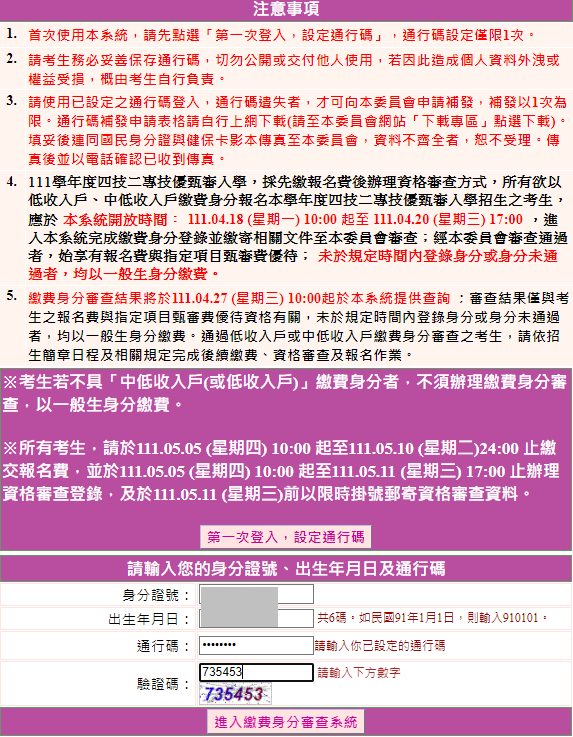 注意事項
1. 首次使用本系統，請先點選「第一次登入，設定通行碼」，通行碼設定僅限1次。
2. 請考生務必妥善保存通行碼，切勿公開或交付他人使用，若因此造成個人資料外洩或
權益受損，概由考生自行負責。
3. 請使用已設定之通行碼登入，通行碼遺失者，才可向本委員會申請補發，補發以1次為
限。通行碼補發申請表格請自行上網下載(請至本委員會網站「下載專區」點選下載)。
填妥後連同國民身分證與健保卡影本傳真至本委員會，資料不齊全者，恕不受理。傳
真後並以電話確認已收到傳真。
4. 111學年度四技二專技優甄審入學，採先繳報名費後辦理資格審查方式，所有欲以
低收入戶、中低收入戶繳費身分報名本學年度四技二專技優甄審入學招生之考生，
應於 本系統開放時間： 111.04.18 (星期一) 10:00 起至 111.04.20 (星期三) 17:00 ，進
入本系統完成繳費身分登錄並繳寄相關文件至本委員會審查；經本委員會審查通過
者，始享有報名費與指定項目甄審費優待； 未於規定時間內登錄身分或身分未通
過者，均以一般生身分繳費。
5. 繳費身分審查結果將於111.04.27 (星期三) 10:00起於本系統提供查詢 ：審查結果僅與考
生之報名費與指定項目甄審費優待資格有關，未於規定時間內登錄身分或身分未通過
者，均以一般生身分繳費。通過低收入戶或中低收入戶繳費身分審查之考生，請依招
生簡章日程及相關規定完成後續繳費、資格審查及報名作業。
※考生若不具「中低收入戶(或低收入戶)」繳費身分者，不須辦理繳費身分審
查，以一般生身分繳費。
※所有考生，請於111.05.05 (星期四) 10:00 起至111.05.10 (星期二)24:00 止繳
交報名費，並於111.05.05 (星期四) 10:00 起至111.05.11 (星期三) 17:00 止辦理
資格審查登錄，及於111.05.11 (星期三)前以限時掛號郵寄資格審查資料。
第一次登入，設定通行碼
請輸入您的身分證號、出生年月日及通行碼
身分證號：
出生年月日： 共6碼。如民國91年1月1日，則輸入910101。
通行碼： ••••••••請輸入你已設定的通行碼
驗證碼： 735453 請輸入下方數字
735453
進入繳費身分審查系統